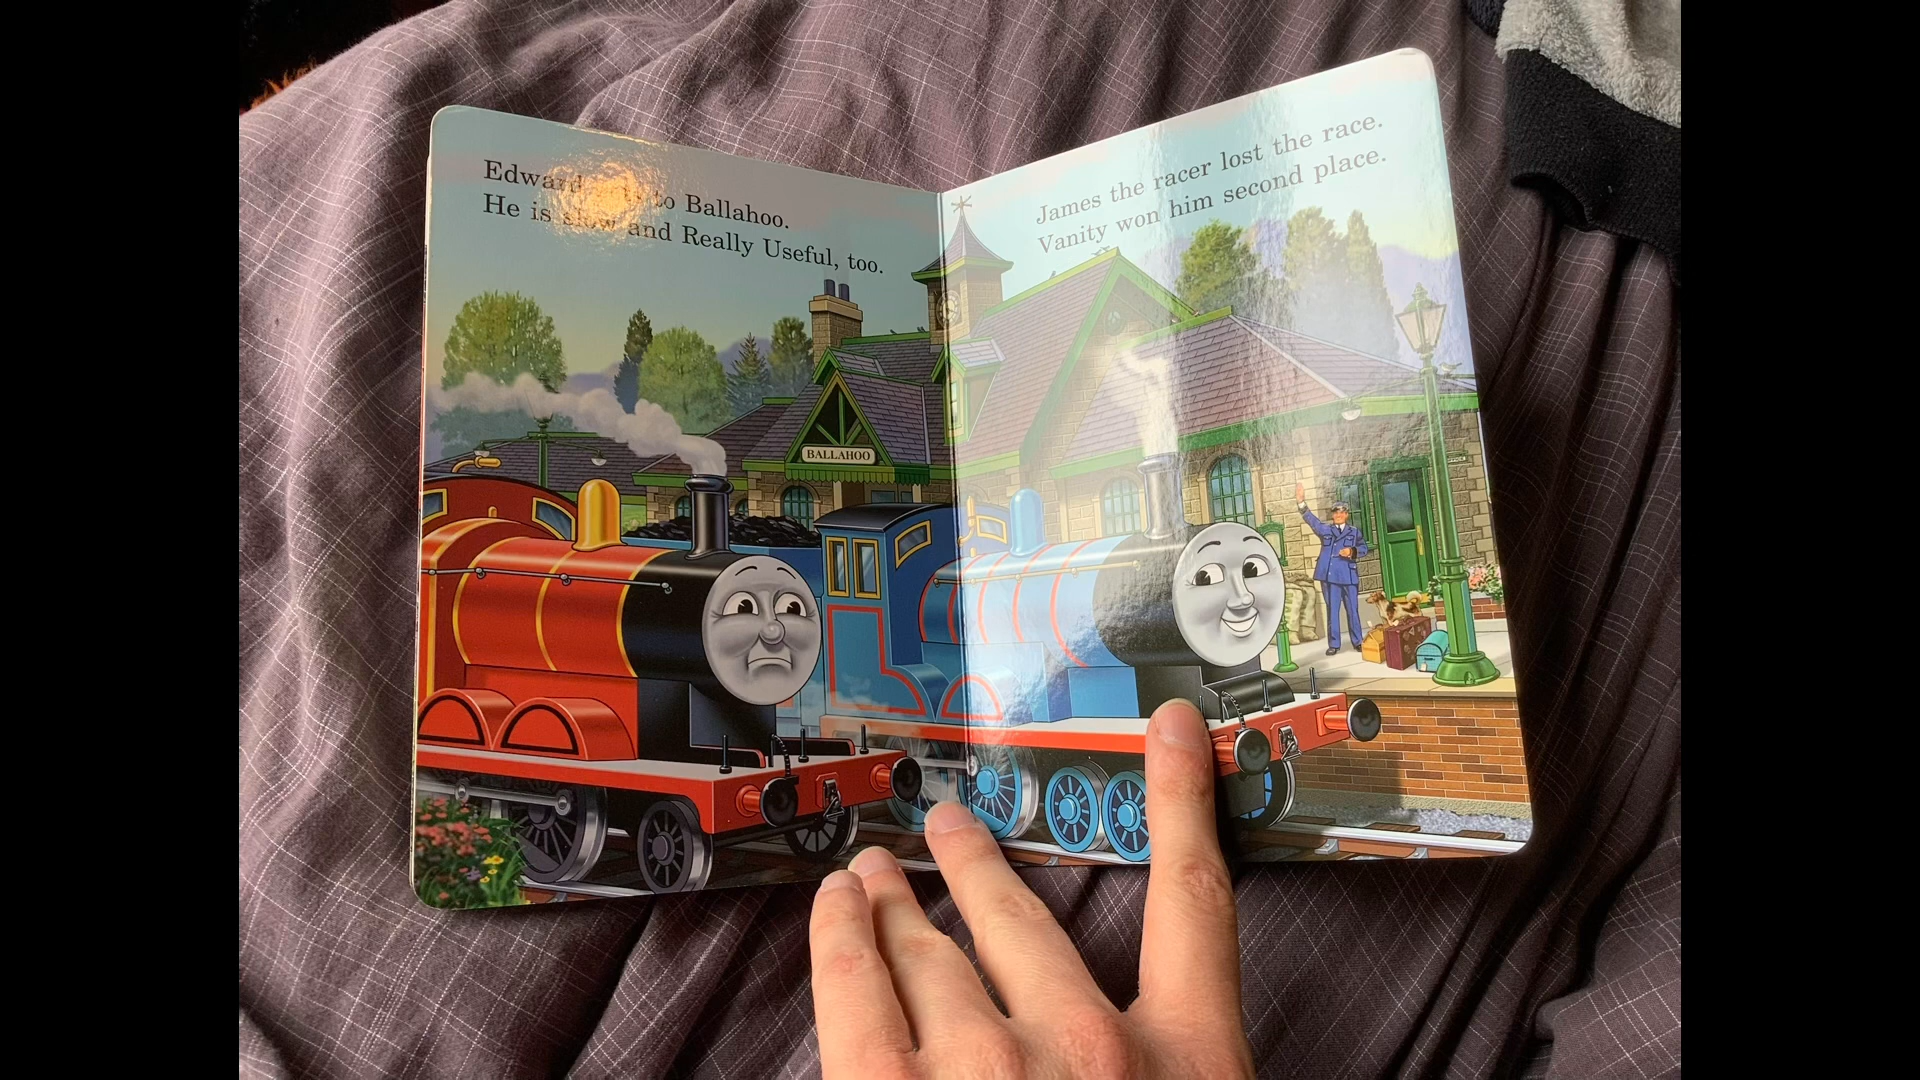 Edward to Ballahoo.
He is slow and Really Useful, too.
James the racer lost the race.
Vanity won him second place.
BALLAHOO